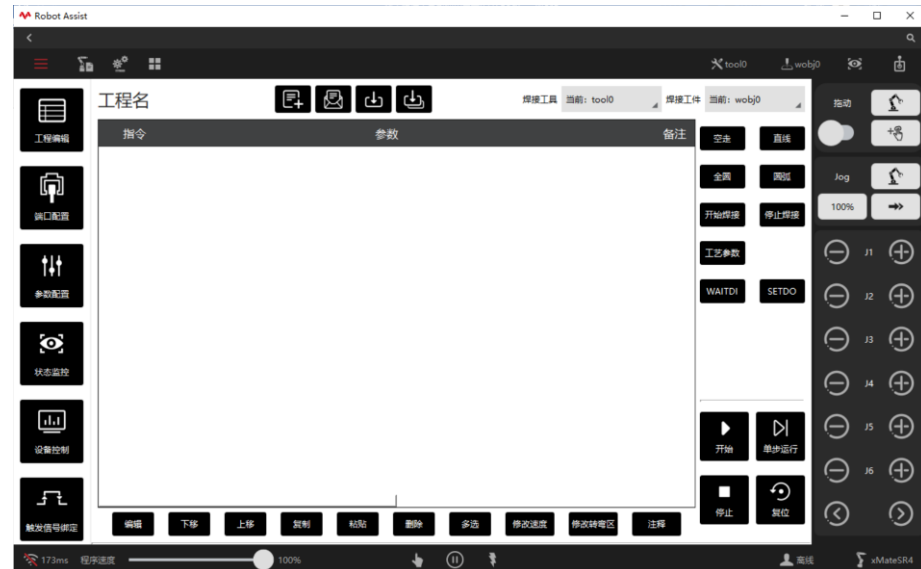 Robot Assist
tool0 wobj0
工程名 焊接工具 当前: tool0 焊接工件 当前: wobj0
指令 参数 备注
工程编辑
端口配置
参数配置
状态监控
设备控制
触发信号绑定
空走 直线
全圆 圆弧
开始焊接 停止焊接
工艺参数
WAITDI SETDO
开始 单步运行
停止 复位
拖动
Jog
100%
J1
J2
J3
J4
J5
J6
编辑 下移 上移 复制 粘贴 删除 多选 修改速度 修改转弯区 注释
173ms 程序速度 100% 离线 xMateSR4